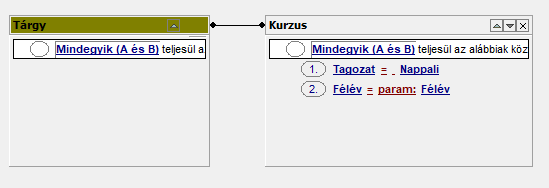 Tárgy
Mindegyik (A és B) teljesül a
Kurzus
Mindegyik (A és B) teljesül az alábbiak köz
1. Tagozat = Nappali
2. Félév = param: Félév